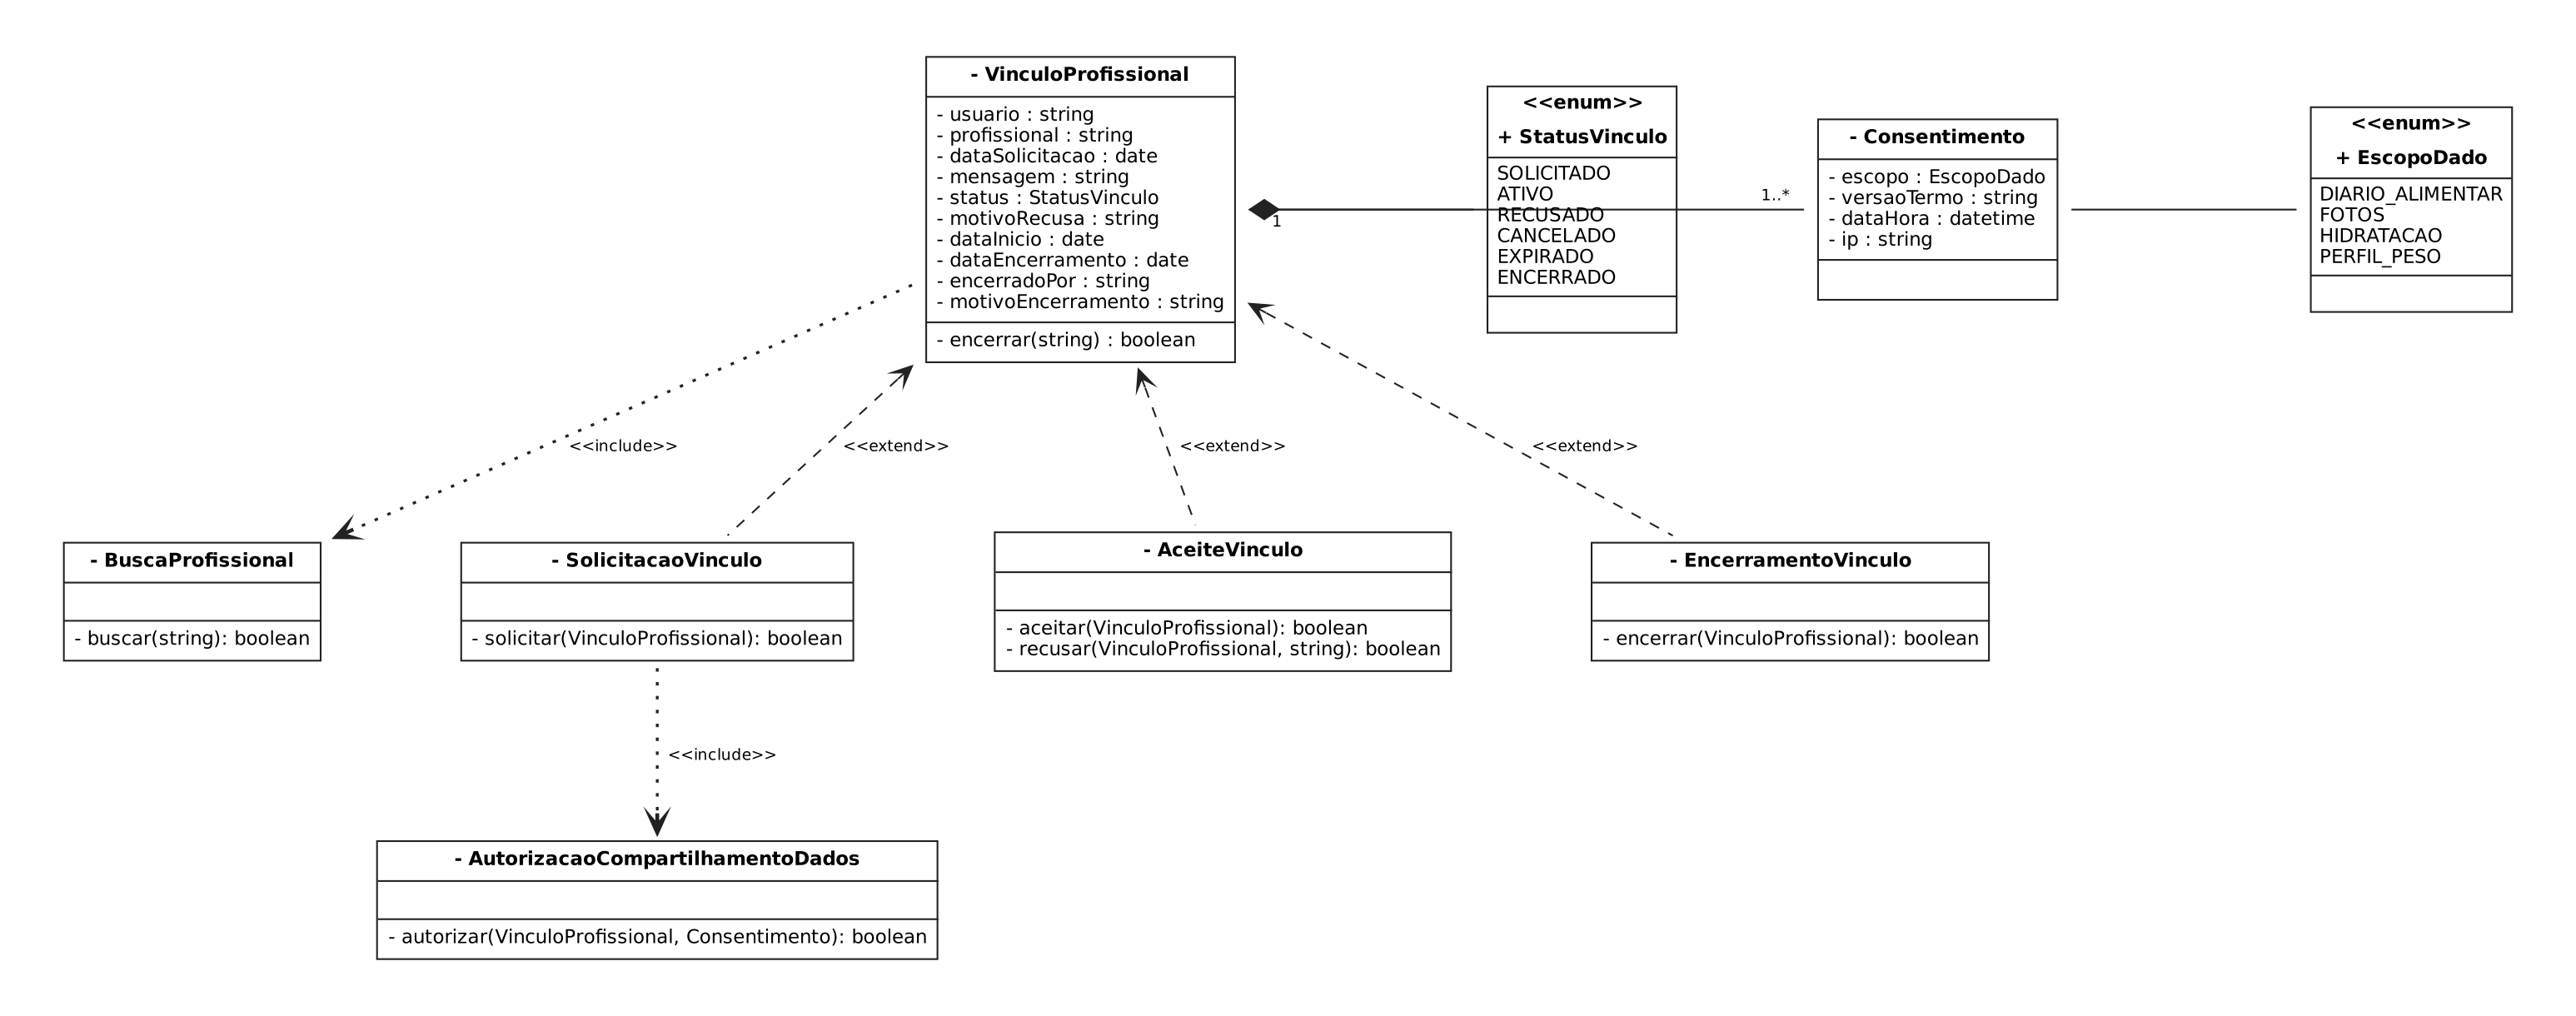 - VinculoProfissional
- usuario : string
- profissional : string
- dataSolicitacao : date
- mensagem : string
- status : StatusVinculo
- motivoRecusa : string
- dataInicio : date
- dataEncerramento : date
- encerradoPor : string
- motivoEncerramento : string
- encerrar(string) : boolean
1
<<enum>>
+ StatusVinculo
SOLICITADO
ATIVO
RECUSADO
CANCELADO
EXPIRADO
ENCERRADO
1..*
- Consentimento
- escopo : EscopoDado
- versaoTermo : string
- dataHora : datetime
- ip : string
<<enum>>
+ EscopoDado
DIARIO_ALIMENTAR
FOTOS
HIDRATACAO
PERFIL_PESO
<<include>>
<<extend>>
<<extend>>
<<extend>>
- BuscaProfissional
- buscar(string): boolean
- SolicitacaoVinculo
- solicitar(VinculoProfissional): boolean
- AceiteVinculo
- aceitar(VinculoProfissional): boolean
- recusar(VinculoProfissional, string): boolean
- EncerramentoVinculo
- encerrar(VinculoProfissional): boolean
<<include>>
- AutorizacaoCompartilhamentoDados
- autorizar(VinculoProfissional, Consentimento): boolean